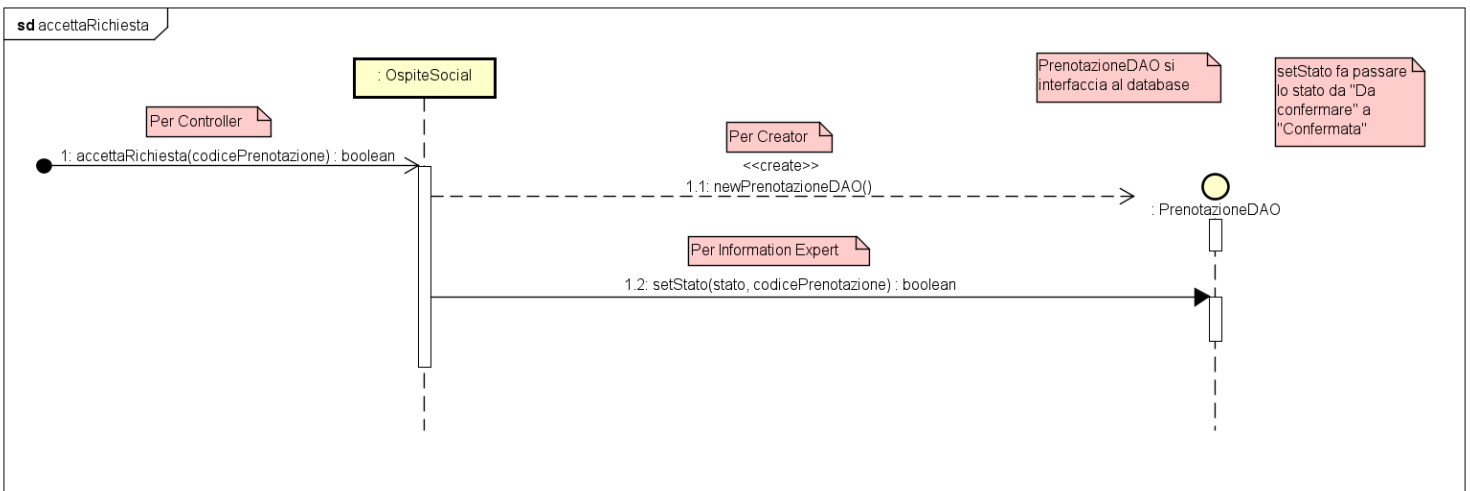 sd accettaRichiesta
: OspiteSocial
PrenotazioneDAO si
interfaccia al database
setStato fa passare
lo stato da "Da
confermare" a
"Confermata"
Per Controller
1: accettaRichiesta(codicePrenotazione) : boolean
Per Creator
<<create>>
1.1: newPrenotazioneDAO()
: PrenotazioneDAO
Per Information Expert
1.2: setStato(stato, codicePrenotazione) : boolean